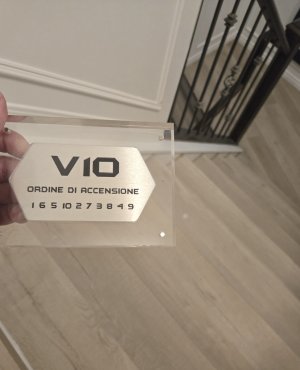 V10
ORDINE DI ACCENSIONE
1 6 5 10 2 7 3 8 4 9